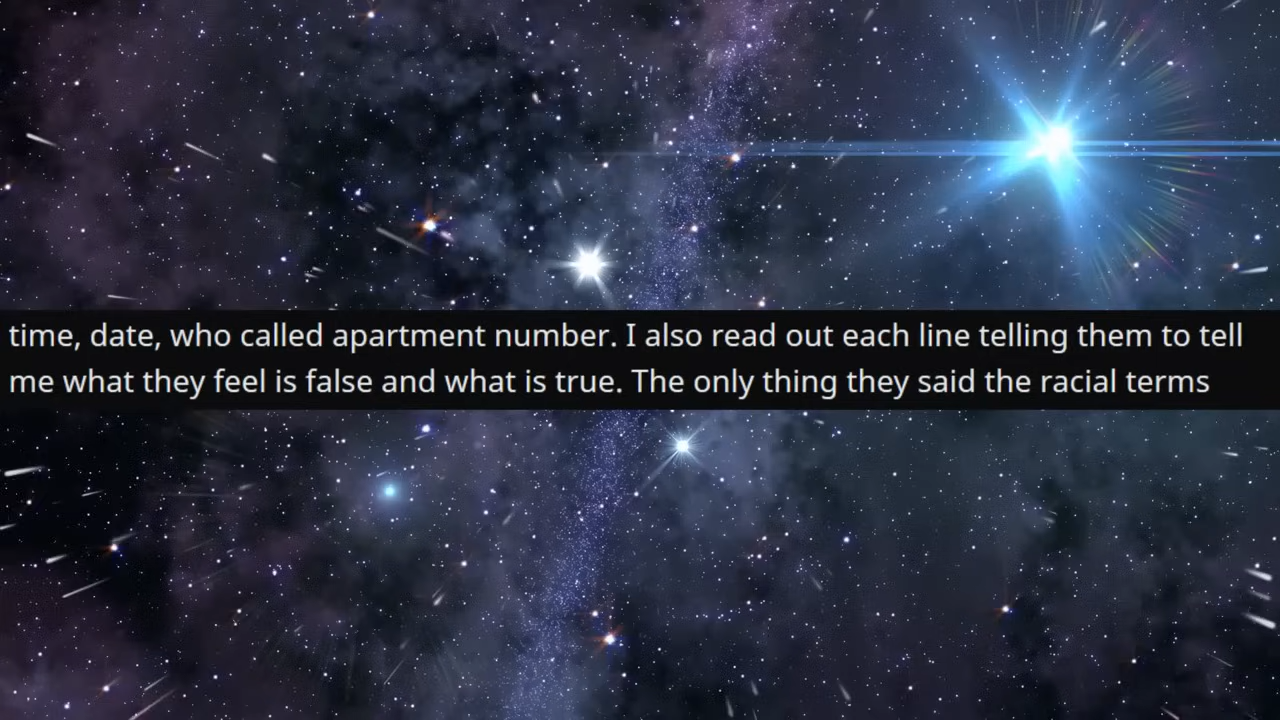 time, date, who called apartment number. I also read out each line telling them to tell
me what they feel is false and what is true. The only thing they said the racial terms